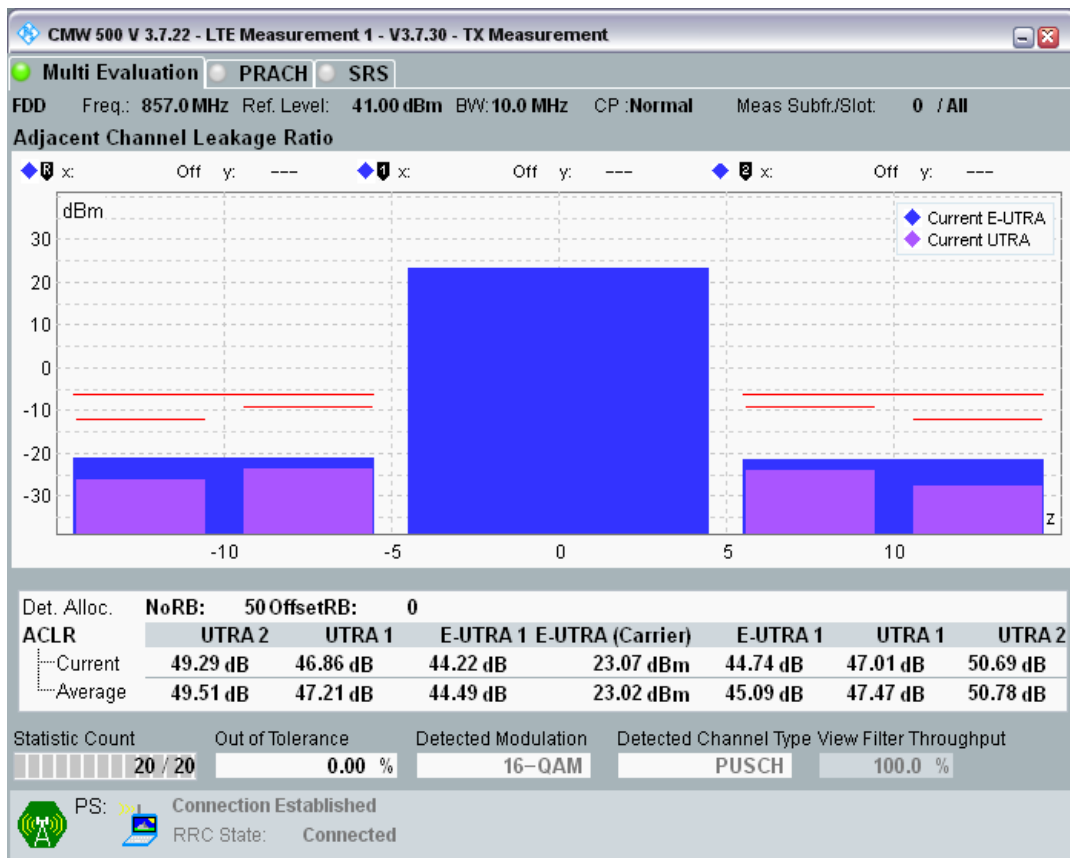 CMW 500 V 3.7.22 - LTE Measurement 1 - V3.7.30 - TX Measurement
Multi Evaluation PRACH SRS
FDD Freq.: 857.0 MHz Ref. Level: 41.00 dBm BW: 10.0 MHz CP :Normal Meas Subfr./Slot: 0 / All
Adjacent Channel Leakage Ratio
R x: Off y: --- 1 x: Off y: --- 2 x: Off y: ---
dBm
Current E-UTRA
Current UTRA
30
20
10
0
-10
-20
-30
z
-10 -5 0 5 10
Det. Alloc. NoRB: 50 OffsetRB: 0
ACLR UTRA 2 UTRA 1 E-UTRA 1 E-UTRA (Carrier) E-UTRA 1 UTRA 1 UTRA 2
Current 49.29 dB 46.86 dB 44.22 dB 23.07 dBm 44.74 dB 47.01 dB 50.69 dB
Average 49.51 dB 47.21 dB 44.49 dB 23.02 dBm 45.09 dB 47.47 dB 50.78 dB
Statistic Count Out of Tolerance Detected Modulation Detected Channel Type View Filter Throughput
20 / 20 0.00 % 16-QAM PUSCH 100.0 %
PS: Connection Established
RRC State: Connected